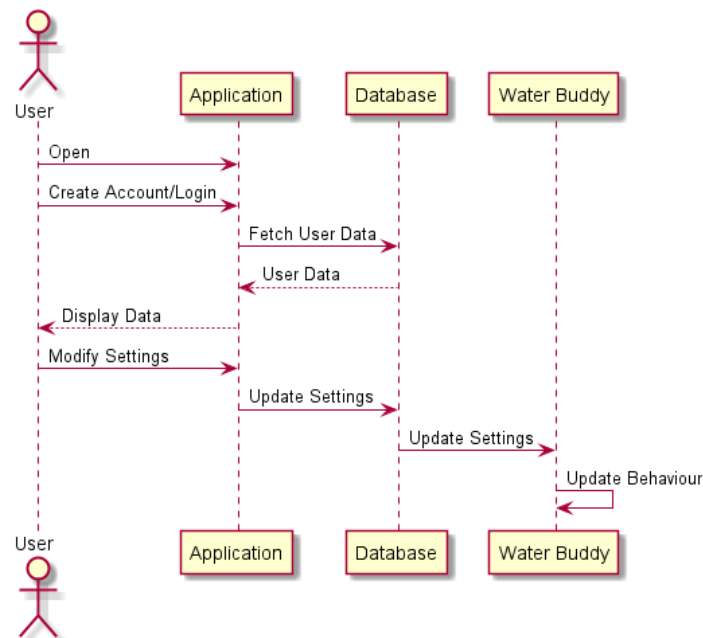 User
Application
Database
Water Buddy
Open
Create Account/Login
Fetch User Data
User Data
Display Data
Modify Settings
Update Settings
Update Settings
Update Behaviour
User
Application
Database
Water Buddy